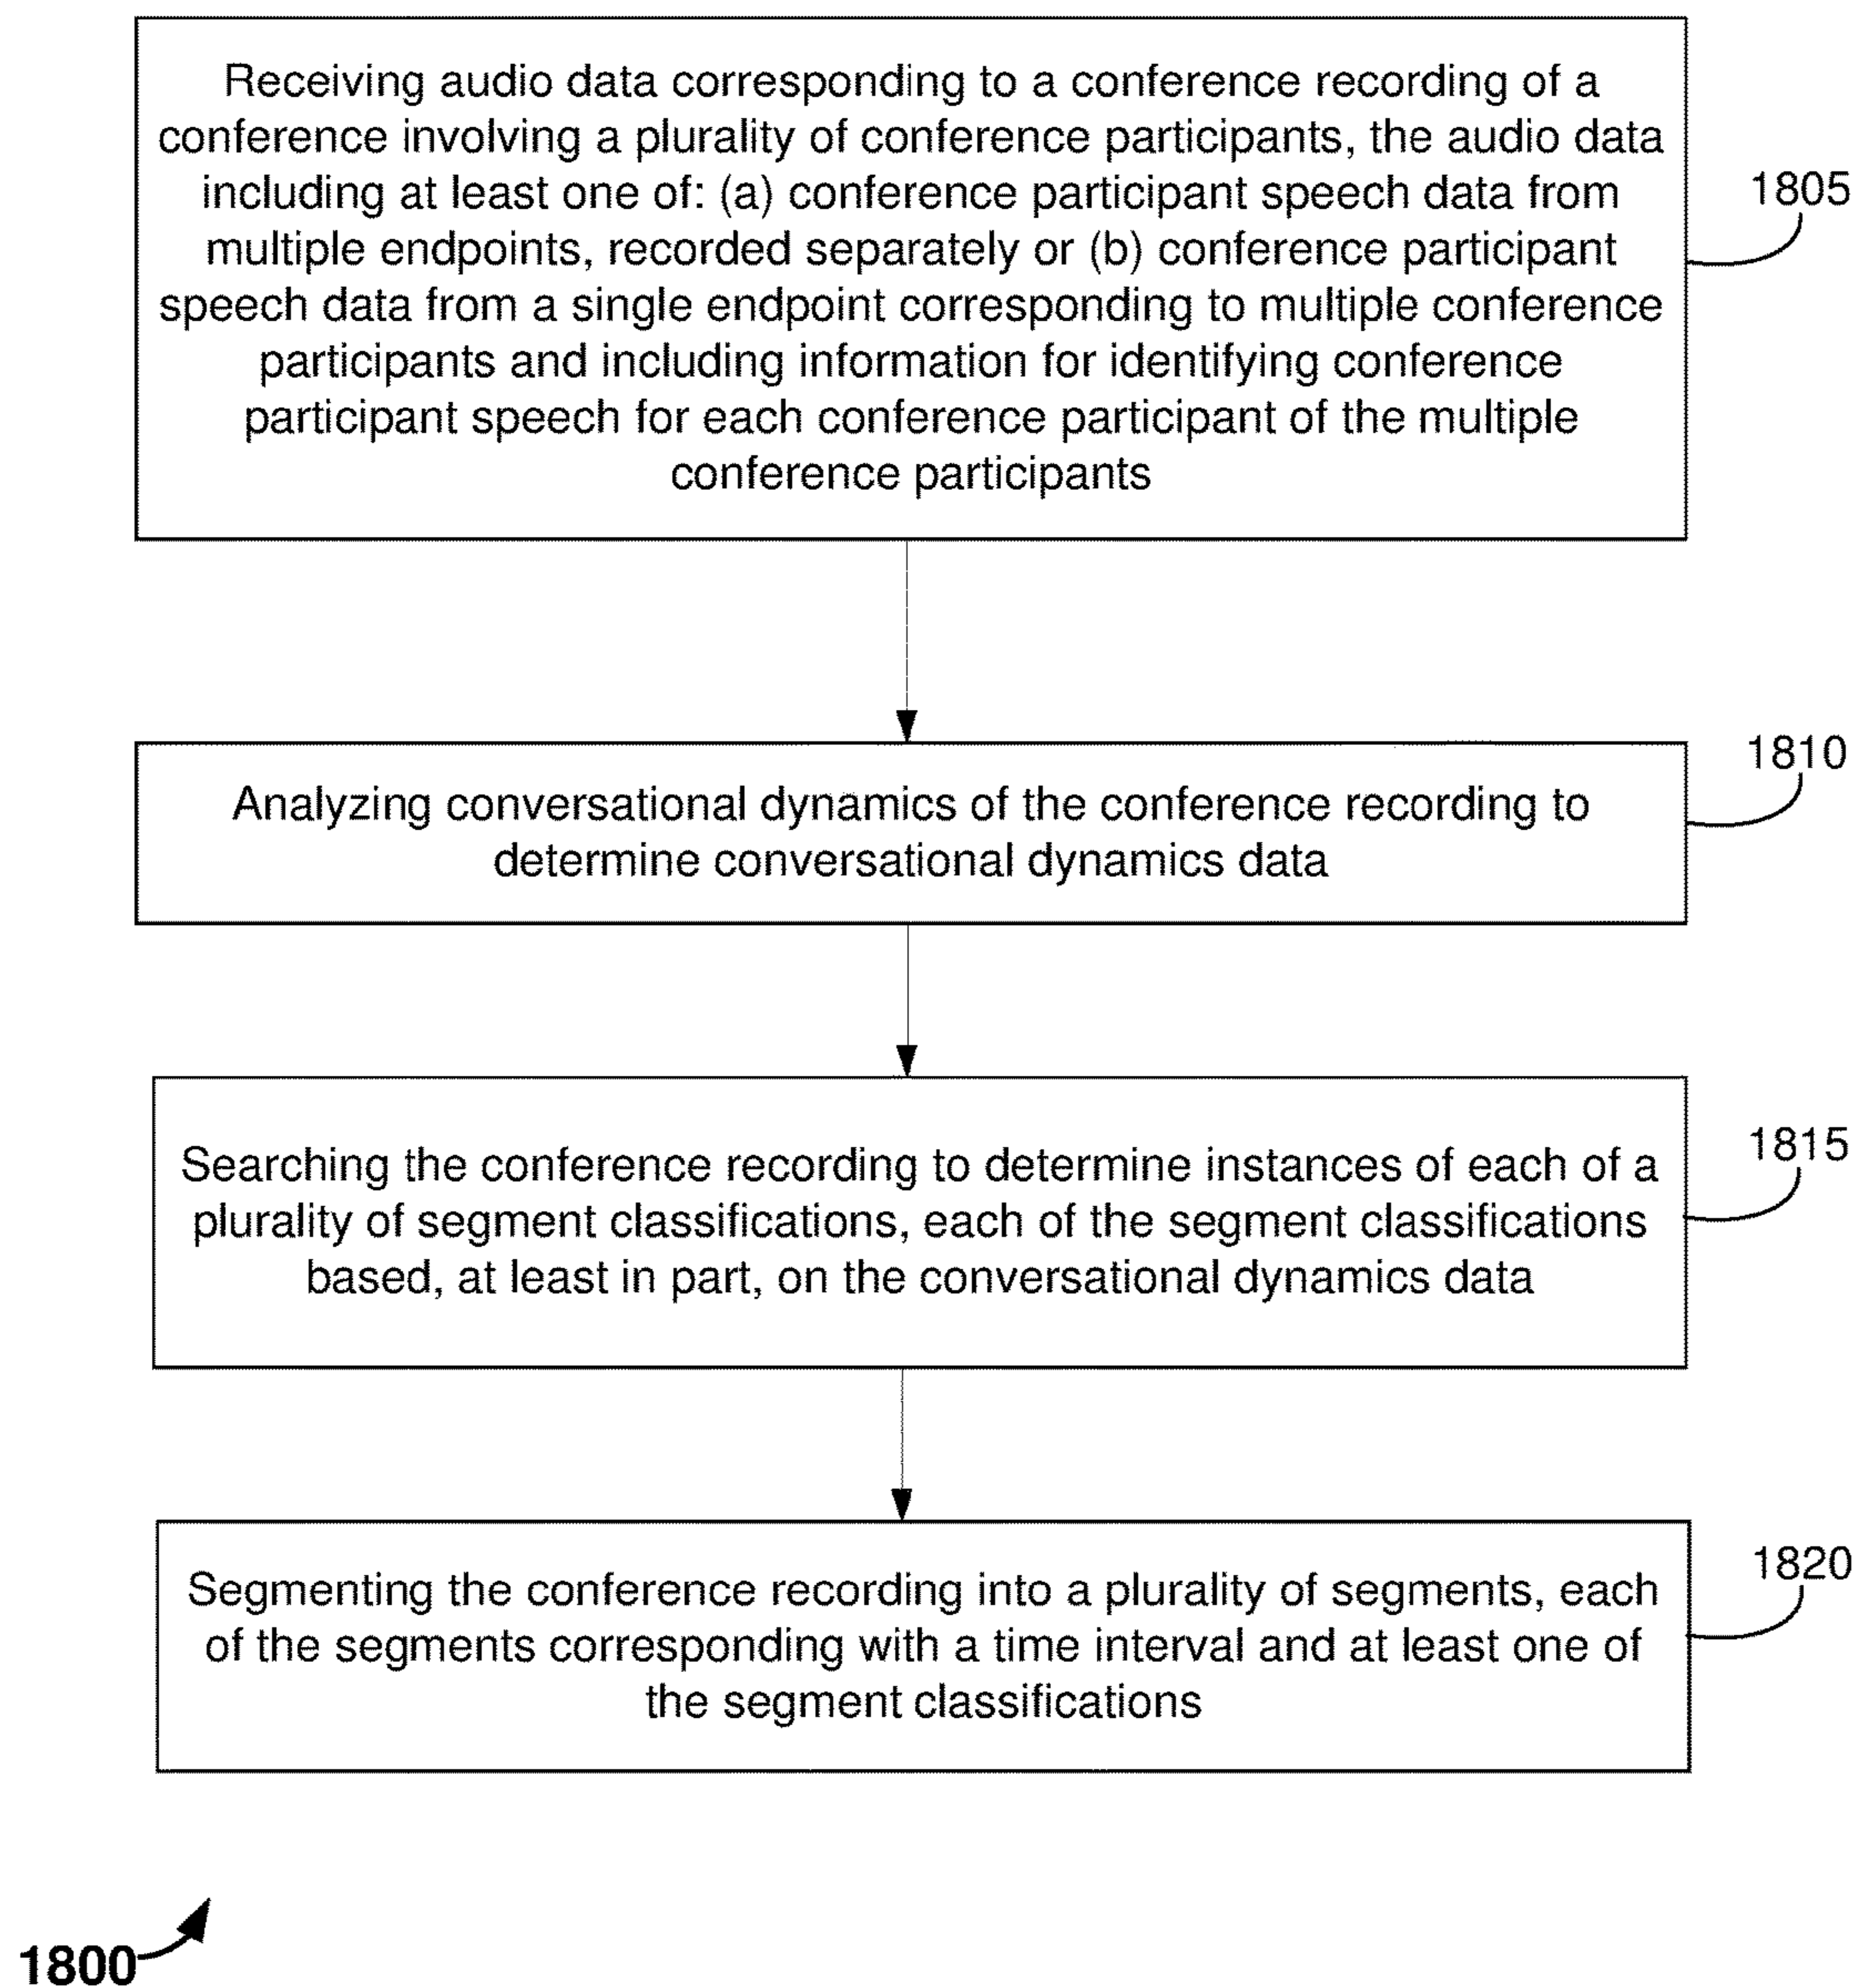 Receiving audio data corresponding to a conference recording of a
conference involving a plurality of conference participants, the audio data
including at least one of: (a) conference participant speech data from
multiple endpoints, recorded separately or (b) conference participant
speech data from a single endpoint corresponding to multiple conference
participants and including information for identifying conference
participant speech for each conference participant of the multiple
conference participants
1805
Analyzing conversational dynamics of the conference recording to
determine conversational dynamics data
1810
Searching the conference recording to determine instances of each of a
plurality of segment classifications, each of the segment classifications
based, at least in part, on the conversational dynamics data
1815
Segmenting the conference recording into a plurality of segments, each
of the segments corresponding with a time interval and at least one of
the segment classifications
1820
1800